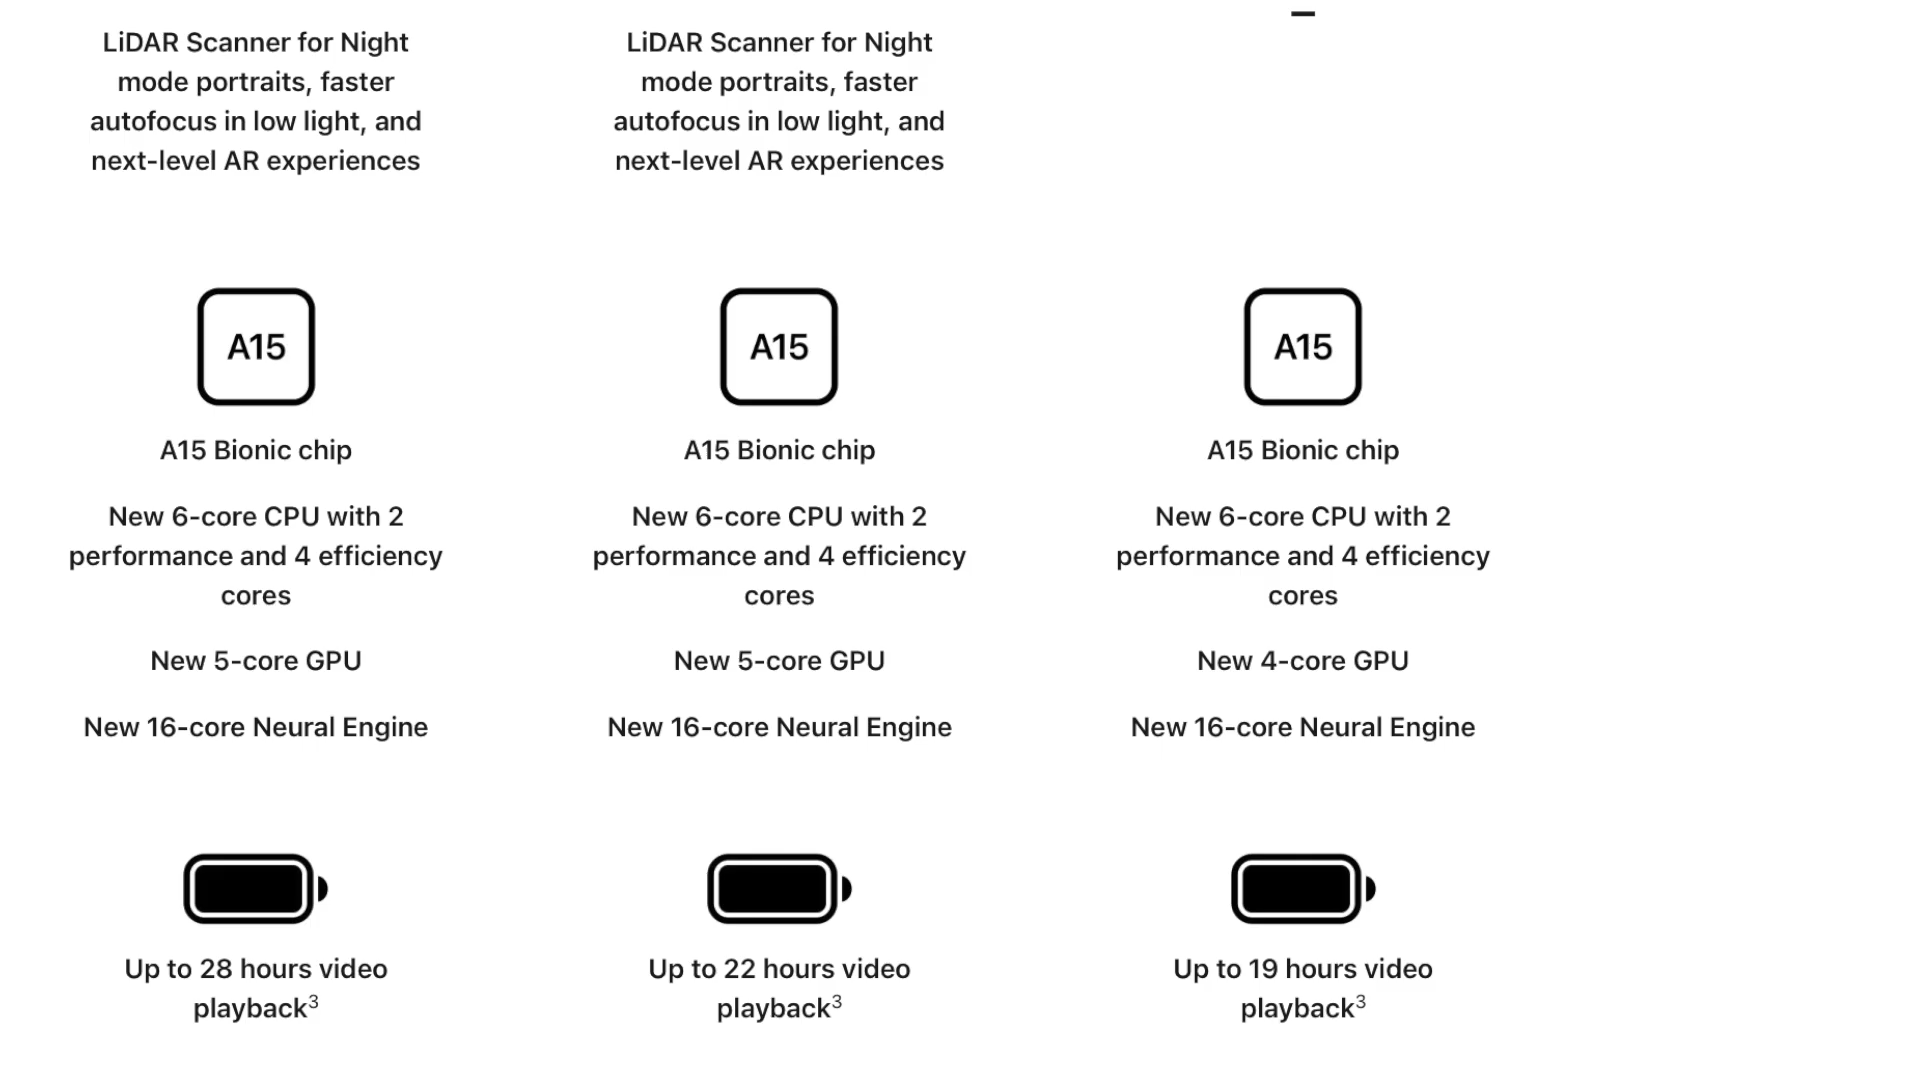 LiDAR Scanner for Night
mode portraits, faster
autofocus in low light, and
next-level AR experiences
LiDAR Scanner for Night
mode portraits, faster
autofocus in low light, and
next-level AR experiences
–
A15
A15 Bionic chip
New 6-core CPU with 2
performance and 4 efficiency
cores
New 5-core GPU
New 16-core Neural Engine
A15
A15 Bionic chip
New 6-core CPU with 2
performance and 4 efficiency
cores
New 5-core GPU
New 16-core Neural Engine
A15
A15 Bionic chip
New 6-core CPU with 2
performance and 4 efficiency
cores
New 4-core GPU
New 16-core Neural Engine
Up to 28 hours video
playback³
Up to 22 hours video
playback³
Up to 19 hours video
playback³